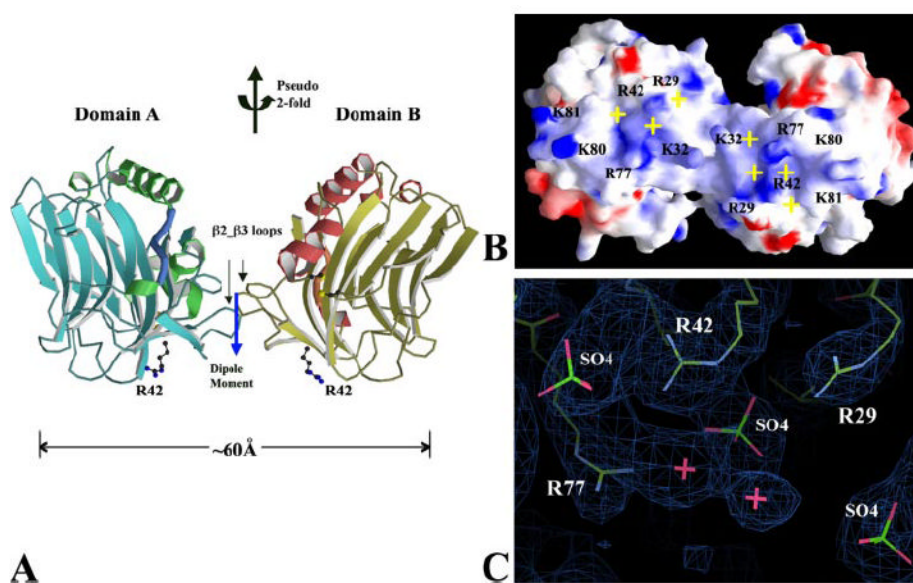 Pseudo
2-fold
Domain A
Domain B
β2_β3 loops
Dipole
Moment
R42
R42
~60Å
A
R42
R29
K81
K80
K32
R77
K32
R77
K80
R42
R29
K81
B
R42
SO4
R29
SO4
R77
SO4
C